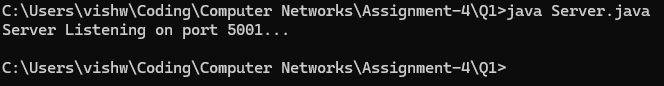 C:\Users\vishw\Coding\Computer Networks\Assignment-4\Q1>java Server.java
Server Listening on port 5001...
C:\Users\vishw\Coding\Computer Networks\Assignment-4\Q1>